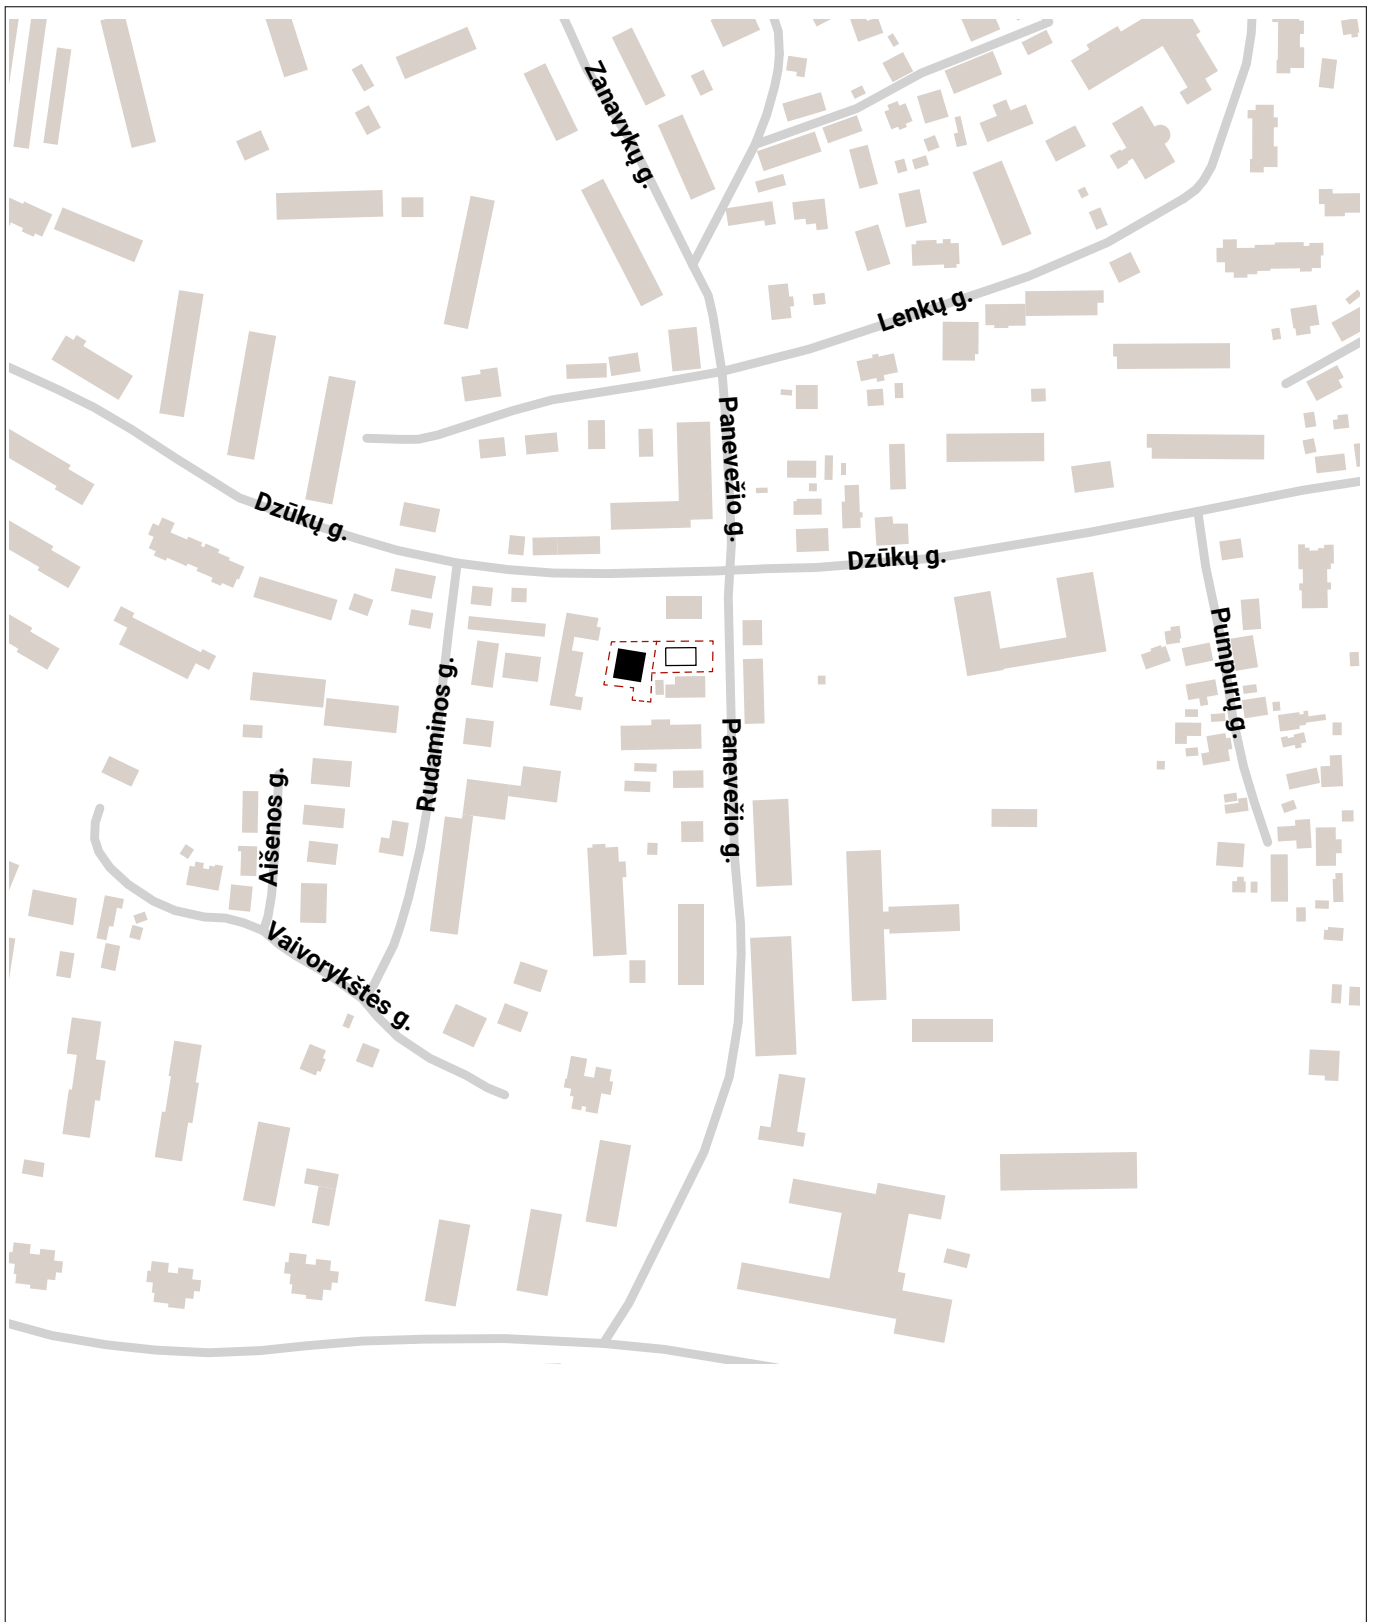 Zanavykų g.
Lenkų g.
Panevėžio g.
Dzūkų g.
Dzūkų g.
Pumpurų g.
Rudaminos g.
Panevėžio g.
Aišenos g.
Vaivorykštės g.